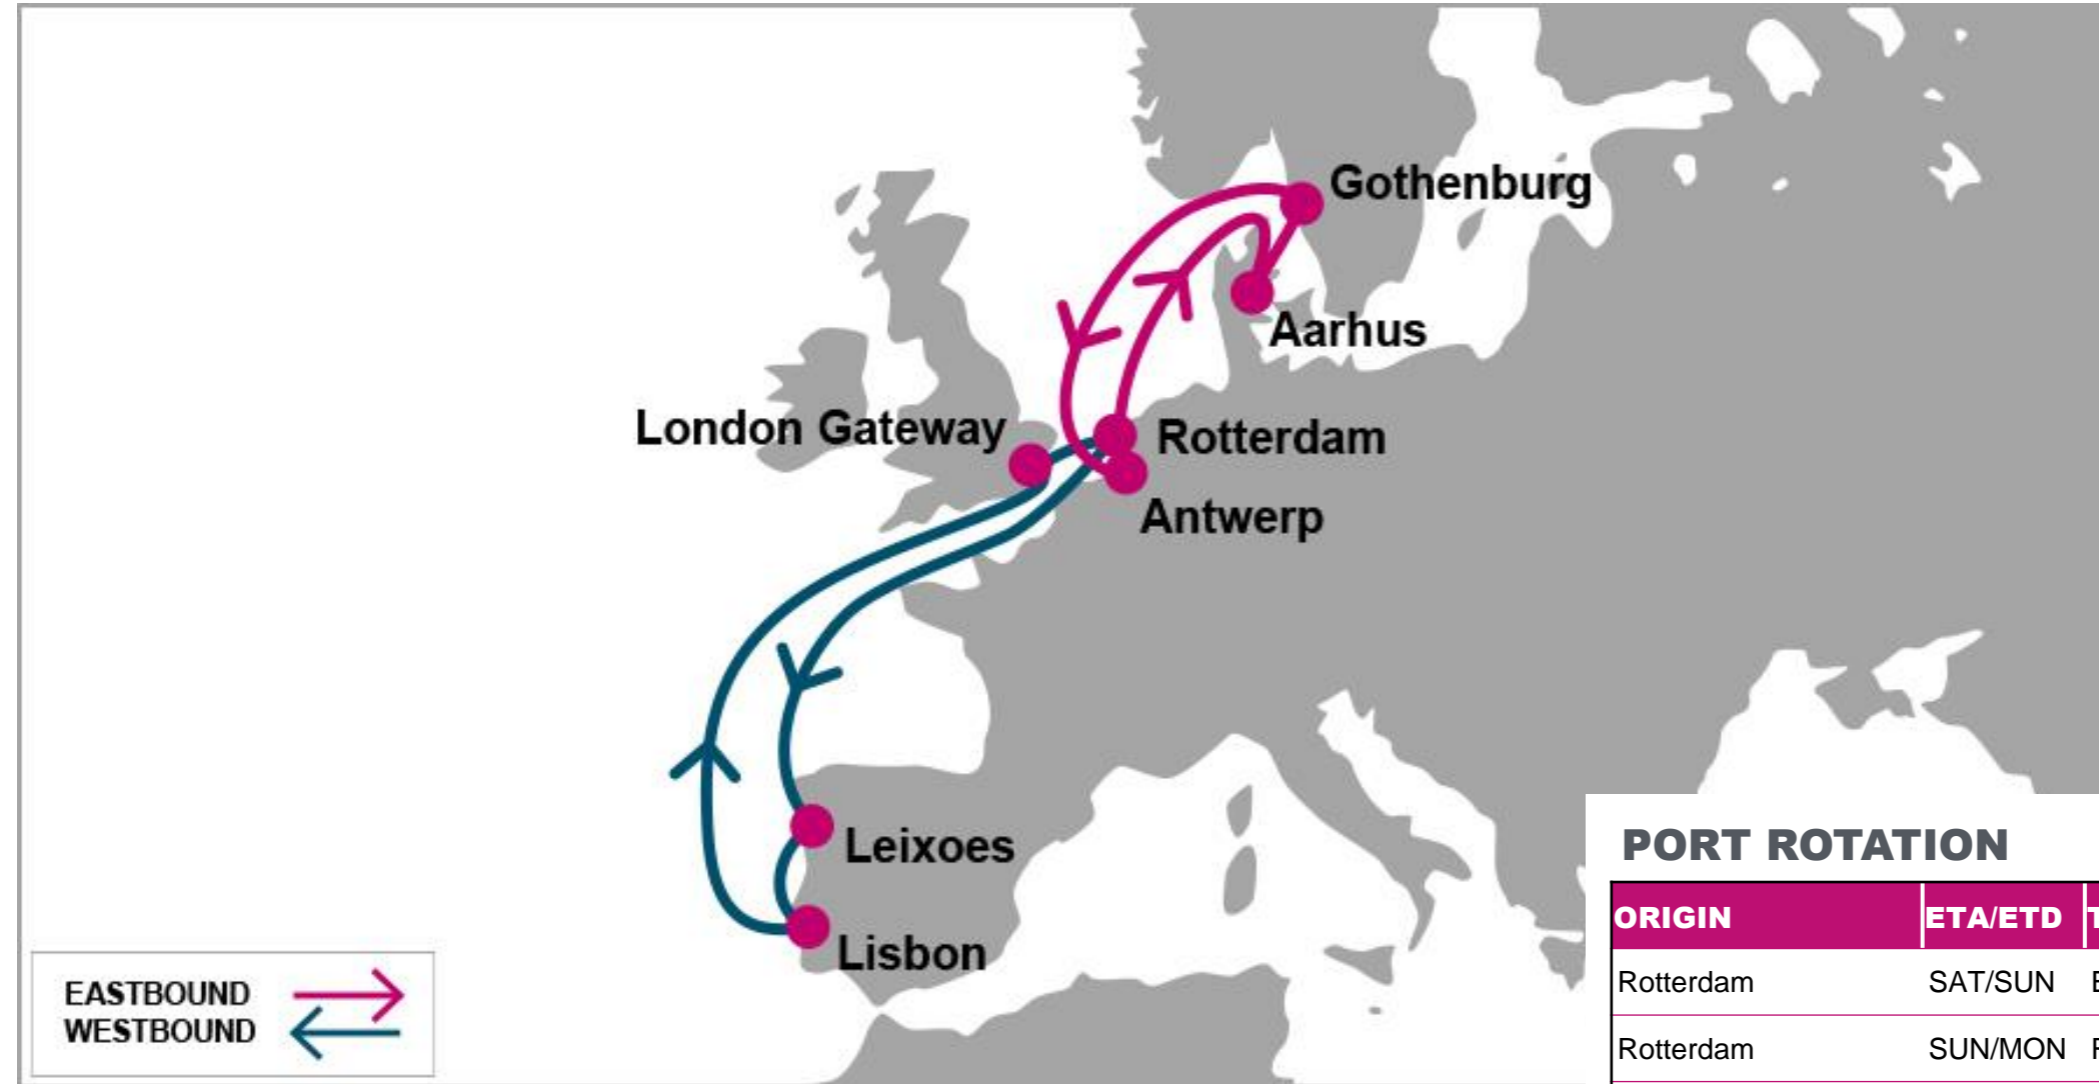 Gothenburg
Aarhus
London Gateway
Rotterdam
Antwerp
Leixoes
Lisbon
EASTBOUND
WESTBOUND
PORT ROTATION
ORIGIN ETA/ETD
Rotterdam SAT/SUN
Rotterdam SUN/MON